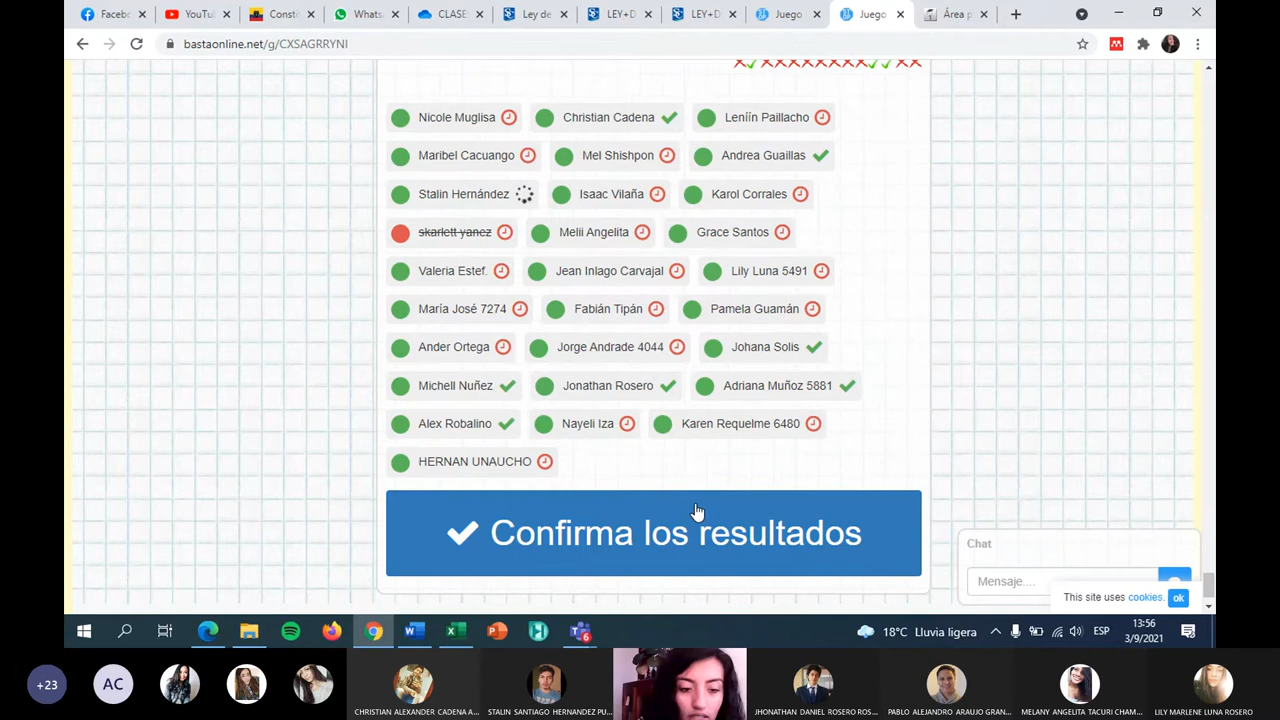 Faceb
YouTu
Consti
Whats
CLASE
Ley de
LEY+D
LEY+D
Juego
Juego
Área p
bastaonline.net/g/CXSAGRRYNI
Nicole Muglisa Christian Cadena Leníin Paillacho
Maribel Cacuango Mel Shishpon Andrea Guaillas
Stalin Hernández Isaac Vilaña Karol Corrales
skarlett yanez Melii Angelita Grace Santos
Valeria Estef. Jean Inlago Carvajal Lily Luna 5491
María José 7274 Fabián Tipán Pamela Guamán
Ander Ortega Jorge Andrade 4044 Johana Solis
Michell Nuñez Jonathan Rosero Adriana Muñoz 5881
Alex Robalino Nayeli Iza Karen Requelme 6480
HERNAN UNAUCHO
Confirma los resultados
Chat
Mensaje....
This site uses cookies. ok
18°C Lluvia ligera ESP 13:56
3/9/2021
6
+23 AC
CHRISTIAN ALEXANDER CADENA A...
STALIN SANTIAGO HERNANDEZ PU...
JHONATHAN DANIEL ROSERO ROS...
PABLO ALEJANDRO ARAUJO GRAN...
MELANY ANGELITA TACURI CHAM...
LILY MARLENE LUNA ROSERO